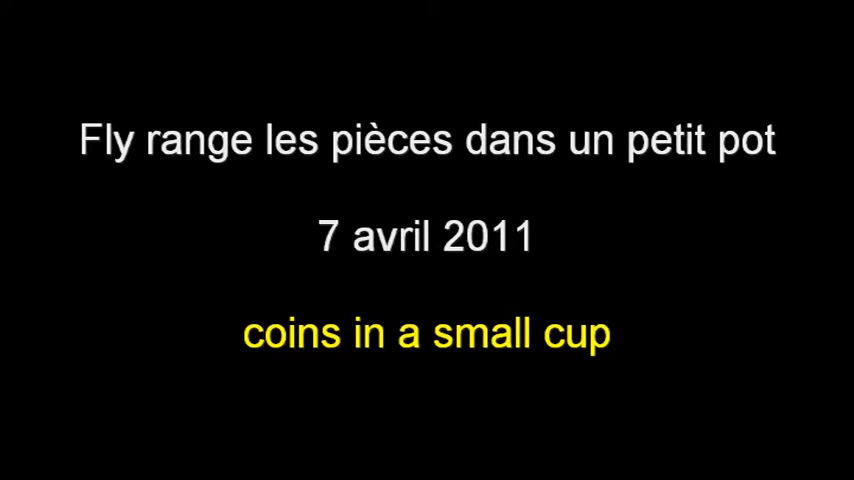 Fly range les pièces dans un petit pot
7 avril 2011
coins in a small cup